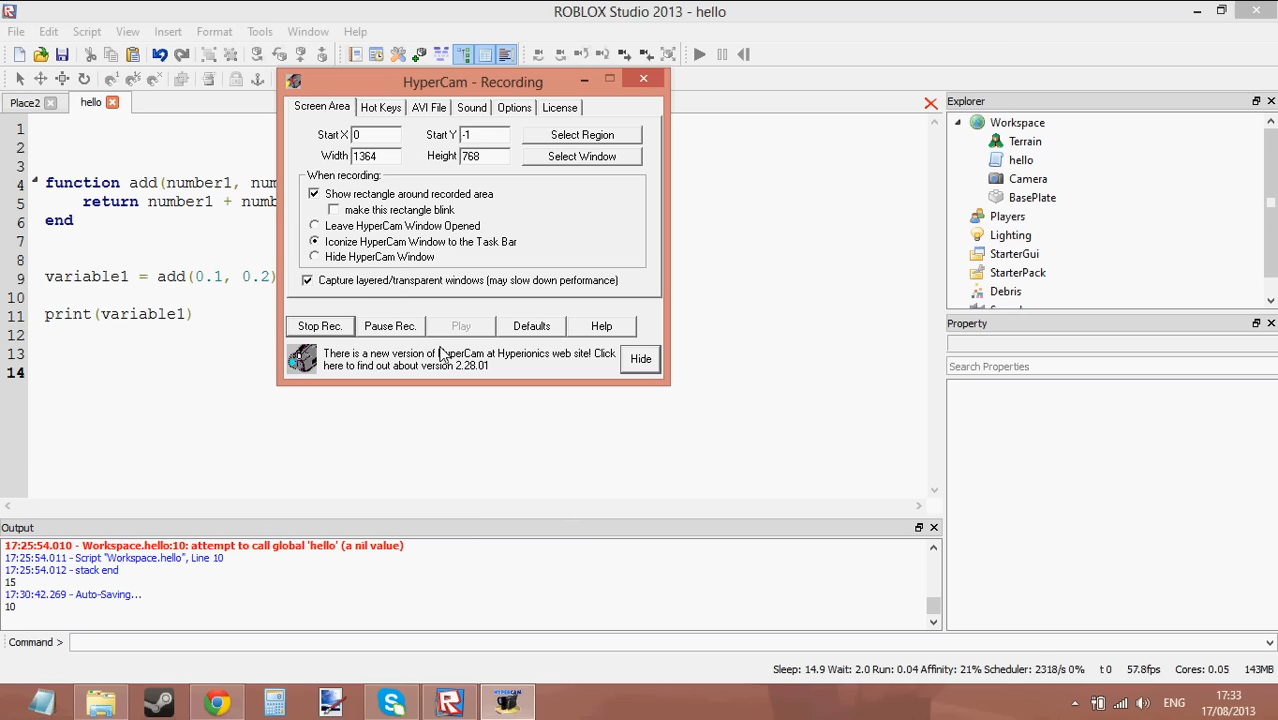 ROBLOX Studio 2013 - hello
File Edit Script View Insert Format Tools Window Help
Place2 hello
HyperCam - Recording
Screen Area Hot Keys AVI File Sound Options License
Start X 0 Start Y -1 Select Region
Width 1364 Height 768 Select Window
When recording:
Show rectangle around recorded area
make this rectangle blink
Leave HyperCam Window Opened
Iconize HyperCam Window to the Task Bar
Hide HyperCam Window
Capture layered/transparent windows (may slow down performance)
Stop Rec. Pause Rec. Play Defaults Help
There is a new version of HyperCam at Hyperionics web site! Click
here to find out about version 2.28.01
Hide
1
2
3
4 function add(number1, num
5 return number1 + numb
6 end
7
8
9 variable1 = add(0.1, 0.2)
10
11 print(variable1)
12
13
14
Explorer
Workspace
Terrain
hello
Camera
BasePlate
Players
Lighting
StarterGui
StarterPack
Debris
Property
Search Properties
Output
17:25:54.010 - Workspace.hello:10: attempt to call global 'hello' (a nil value)
17:25:54.011 - Script "Workspace.hello", Line 10
17:25:54.012 - stack end
15
17:30:42.269 - Auto-Saving...
10
Command >
Sleep: 14.9 Wait: 2.0 Run: 0.04 Affinity: 21% Scheduler: 2318/s 0% t 0 57.8fps Cores: 0.05 143MB
ENG
17:33
17/08/2013